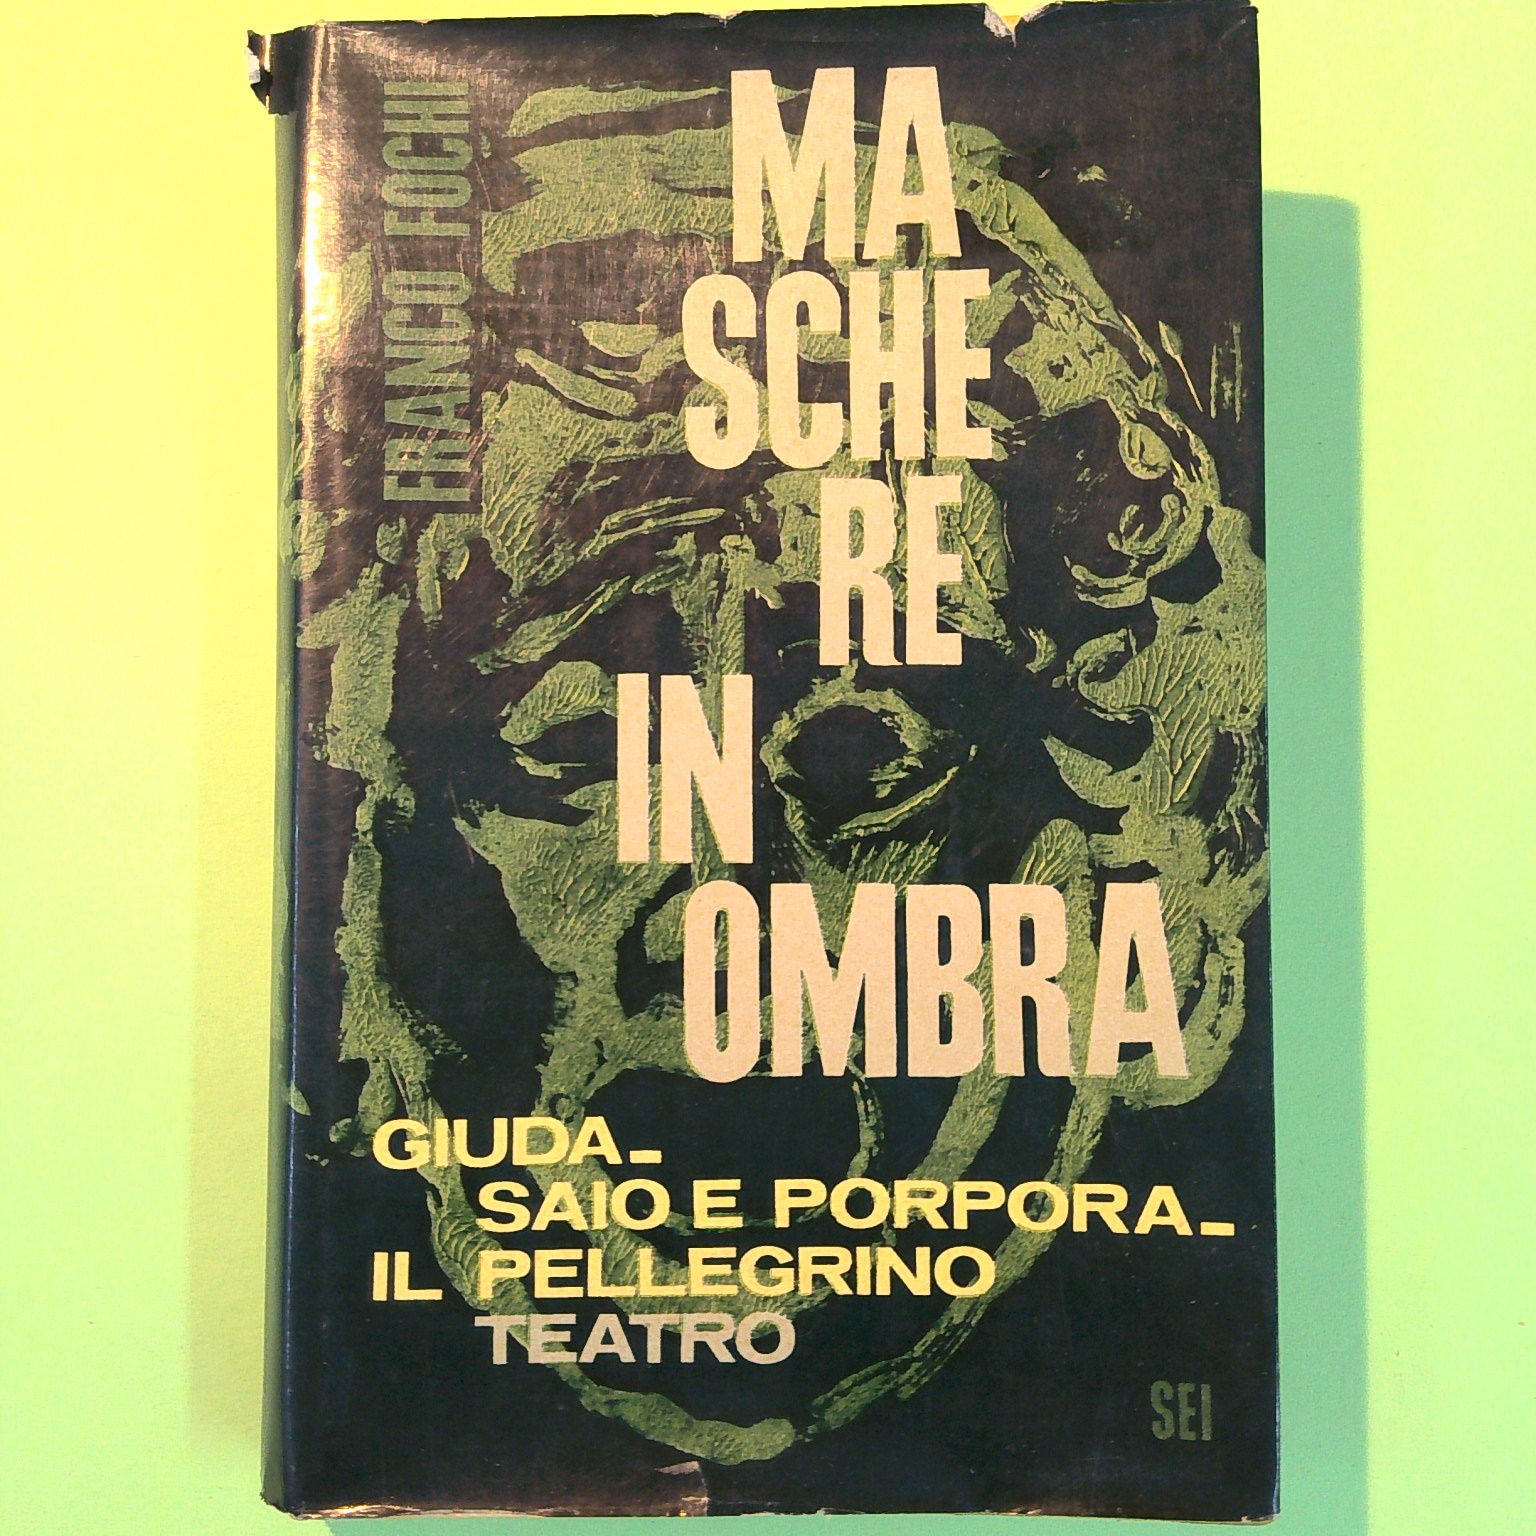 FRANCO FOCHI
MA
SCHE
RE
IN
OMBRA
GIUDA_
SAIO E PORPORA_
IL PELLEGRINO
TEATRO
SEI